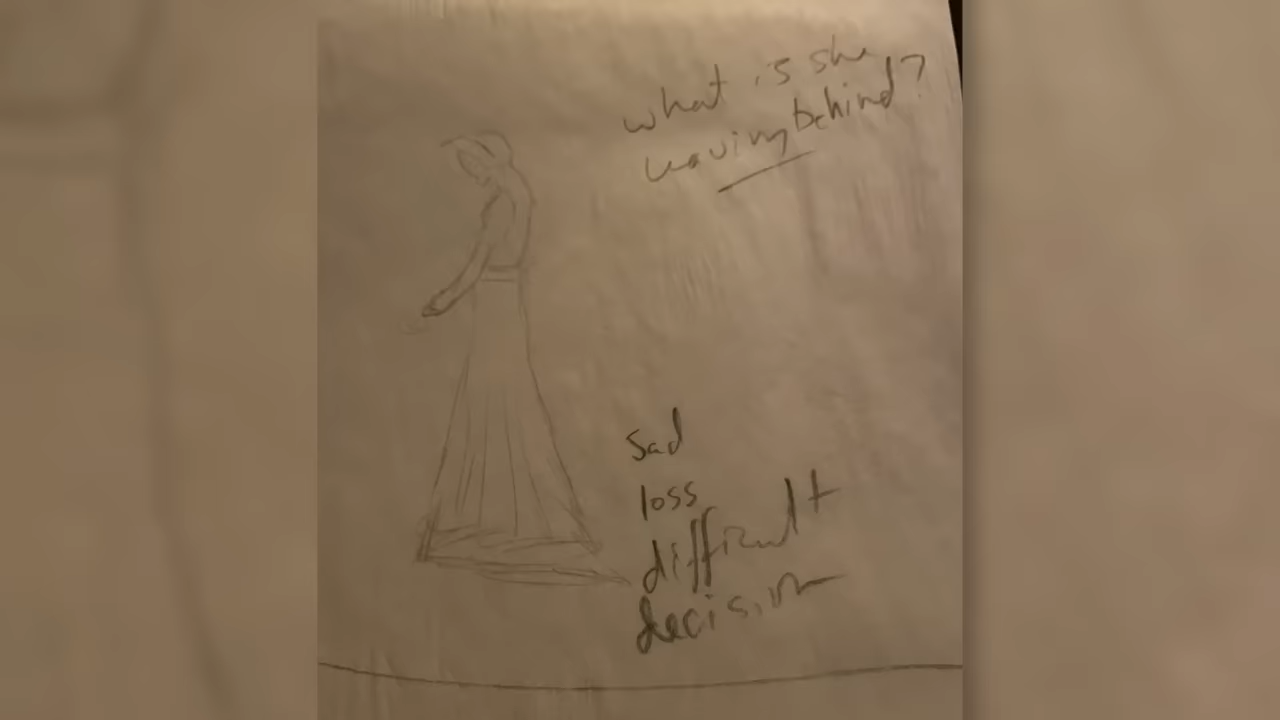 what is she
leaving behind?
sad
loss
difficult
decision